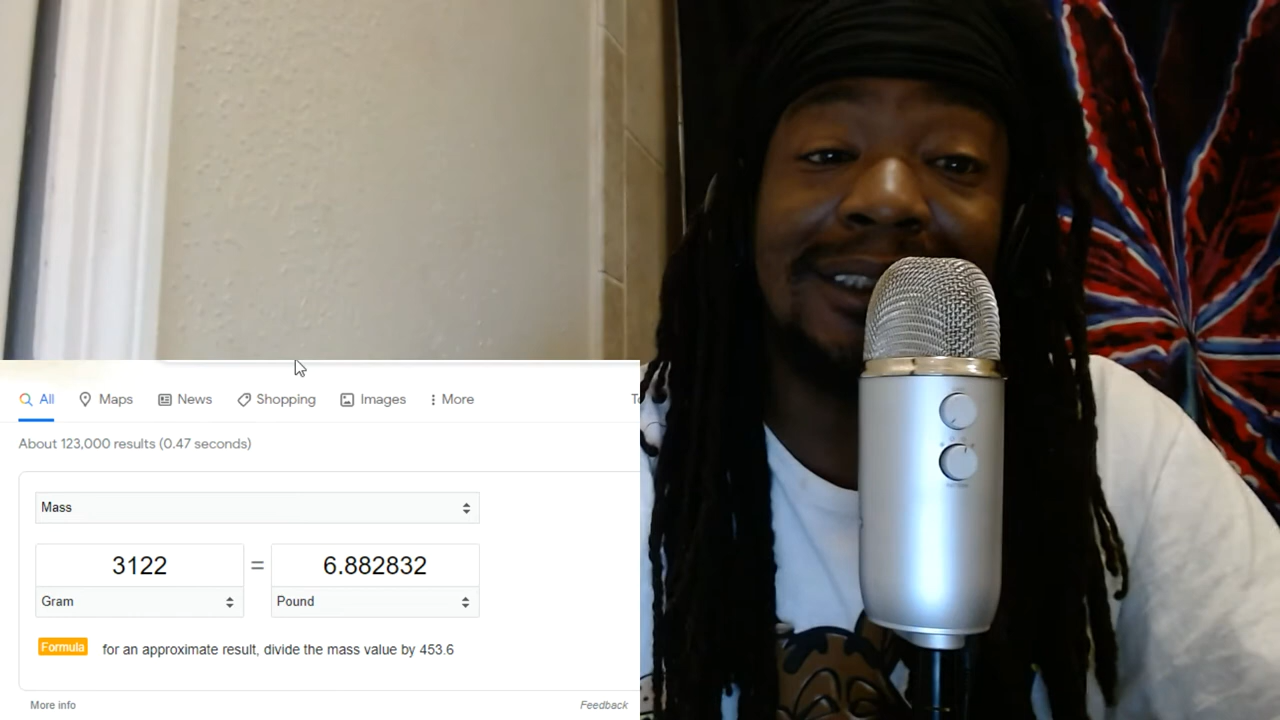 All Maps News Shopping Images More
About 123,000 results (0.47 seconds)
Mass
3122 = 6.882832
Gram Pound
Formula for an approximate result, divide the mass value by 453.6
More info Feedback